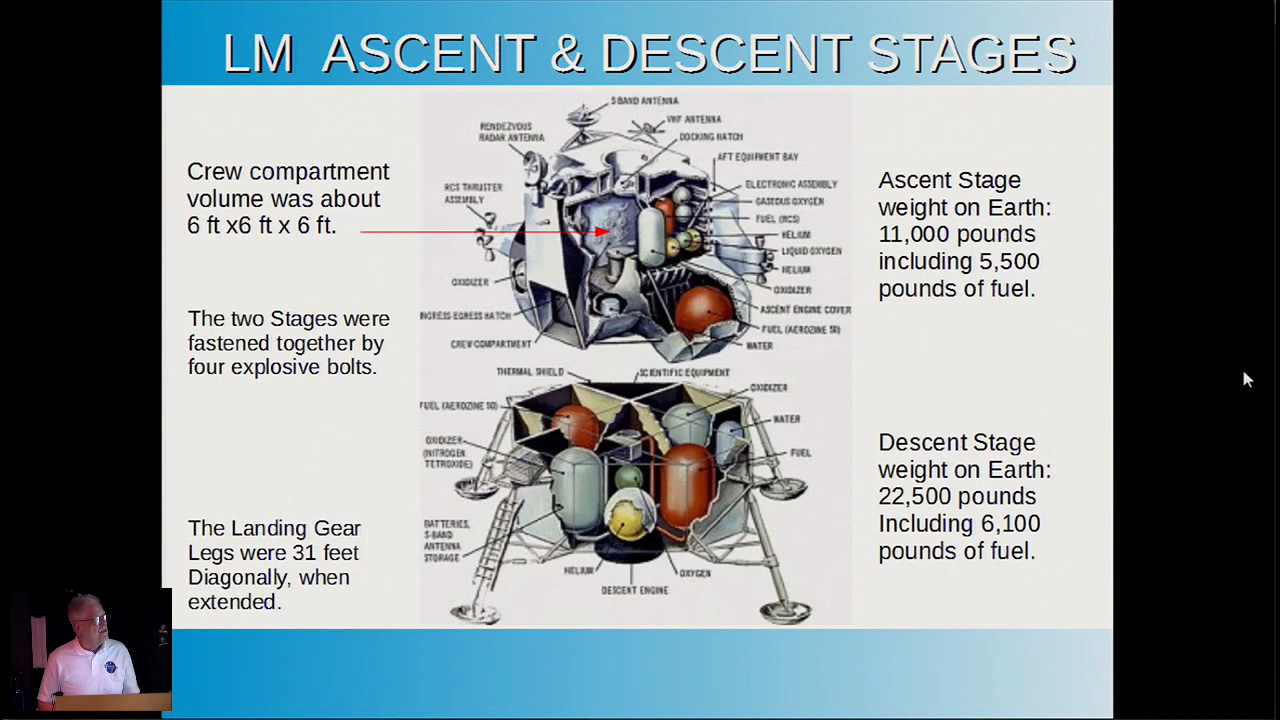 LM ASCENT & DESCENT STAGES
Crew compartment
volume was about
6 ft x6 ft x 6 ft.
The two Stages were
fastened together by
four explosive bolts.
The Landing Gear
Legs were 31 feet
Diagonally, when
extended.
S-BAND ANTENNA
VHF ANTENNA
RENDEZVOUS
RADAR ANTENNA
DOCKING HATCH
AFT EQUIPMENT BAY
RCS THRUSTER
ASSEMBLY
ELECTRONIC ASSEMBLY
GASEOUS OXYGEN
FUEL (RCS)
HELIUM
LIQUID OXYGEN
HELIUM
OXIDIZER
OXIDIZER
INGRESS-EGRESS HATCH
ASCENT ENGINE COVER
FUEL (AEROZINE 50)
CREW COMPARTMENT
WATER
THERMAL SHIELD
SCIENTIFIC EQUIPMENT
OXIDIZER
FUEL (AEROZINE 50)
WATER
OXIDIZER
(NITROGEN
TETROXIDE)
FUEL
BATTERIES,
S-BAND
ANTENNA
STORAGE
HELIUM
OXYGEN
DESCENT ENGINE
Ascent Stage
weight on Earth:
11,000 pounds
including 5,500
pounds of fuel.
Descent Stage
weight on Earth:
22,500 pounds
Including 6,100
pounds of fuel.